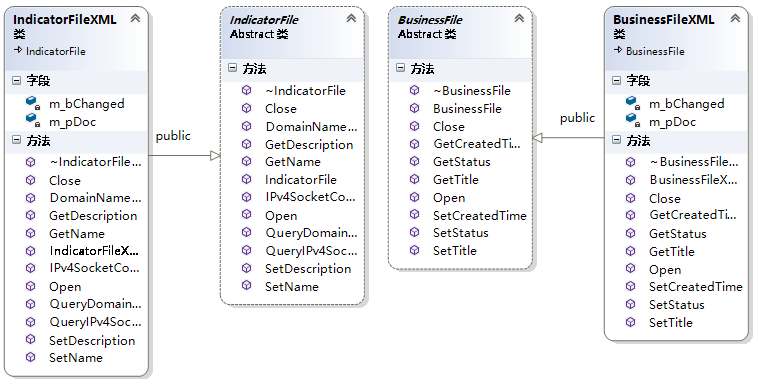 IndicatorFileXML
类
IndicatorFile
字段
m_bChanged
m_pDoc
方法
~IndicatorFile...
Close
DomainName...
GetDescription
GetName
IndicatorFileX...
IPv4SocketCo...
Open
QueryDomain...
QueryIPv4Soc...
SetDescription
SetName
public
IndicatorFile
Abstract 类
方法
~IndicatorFile
Close
DomainName...
GetDescription
GetName
IndicatorFile
IPv4SocketCo...
Open
QueryDomain...
QueryIPv4Soc...
SetDescription
SetName
BusinessFile
Abstract 类
方法
~BusinessFile
BusinessFile
Close
GetCreatedTi...
GetStatus
GetTitle
Open
SetCreatedTime
SetStatus
SetTitle
public
BusinessFileXML
类
BusinessFile
字段
m_bChanged
m_pDoc
方法
~BusinessFile...
BusinessFileX...
Close
GetCreatedTi...
GetStatus
GetTitle
Open
SetCreatedTime
SetStatus
SetTitle